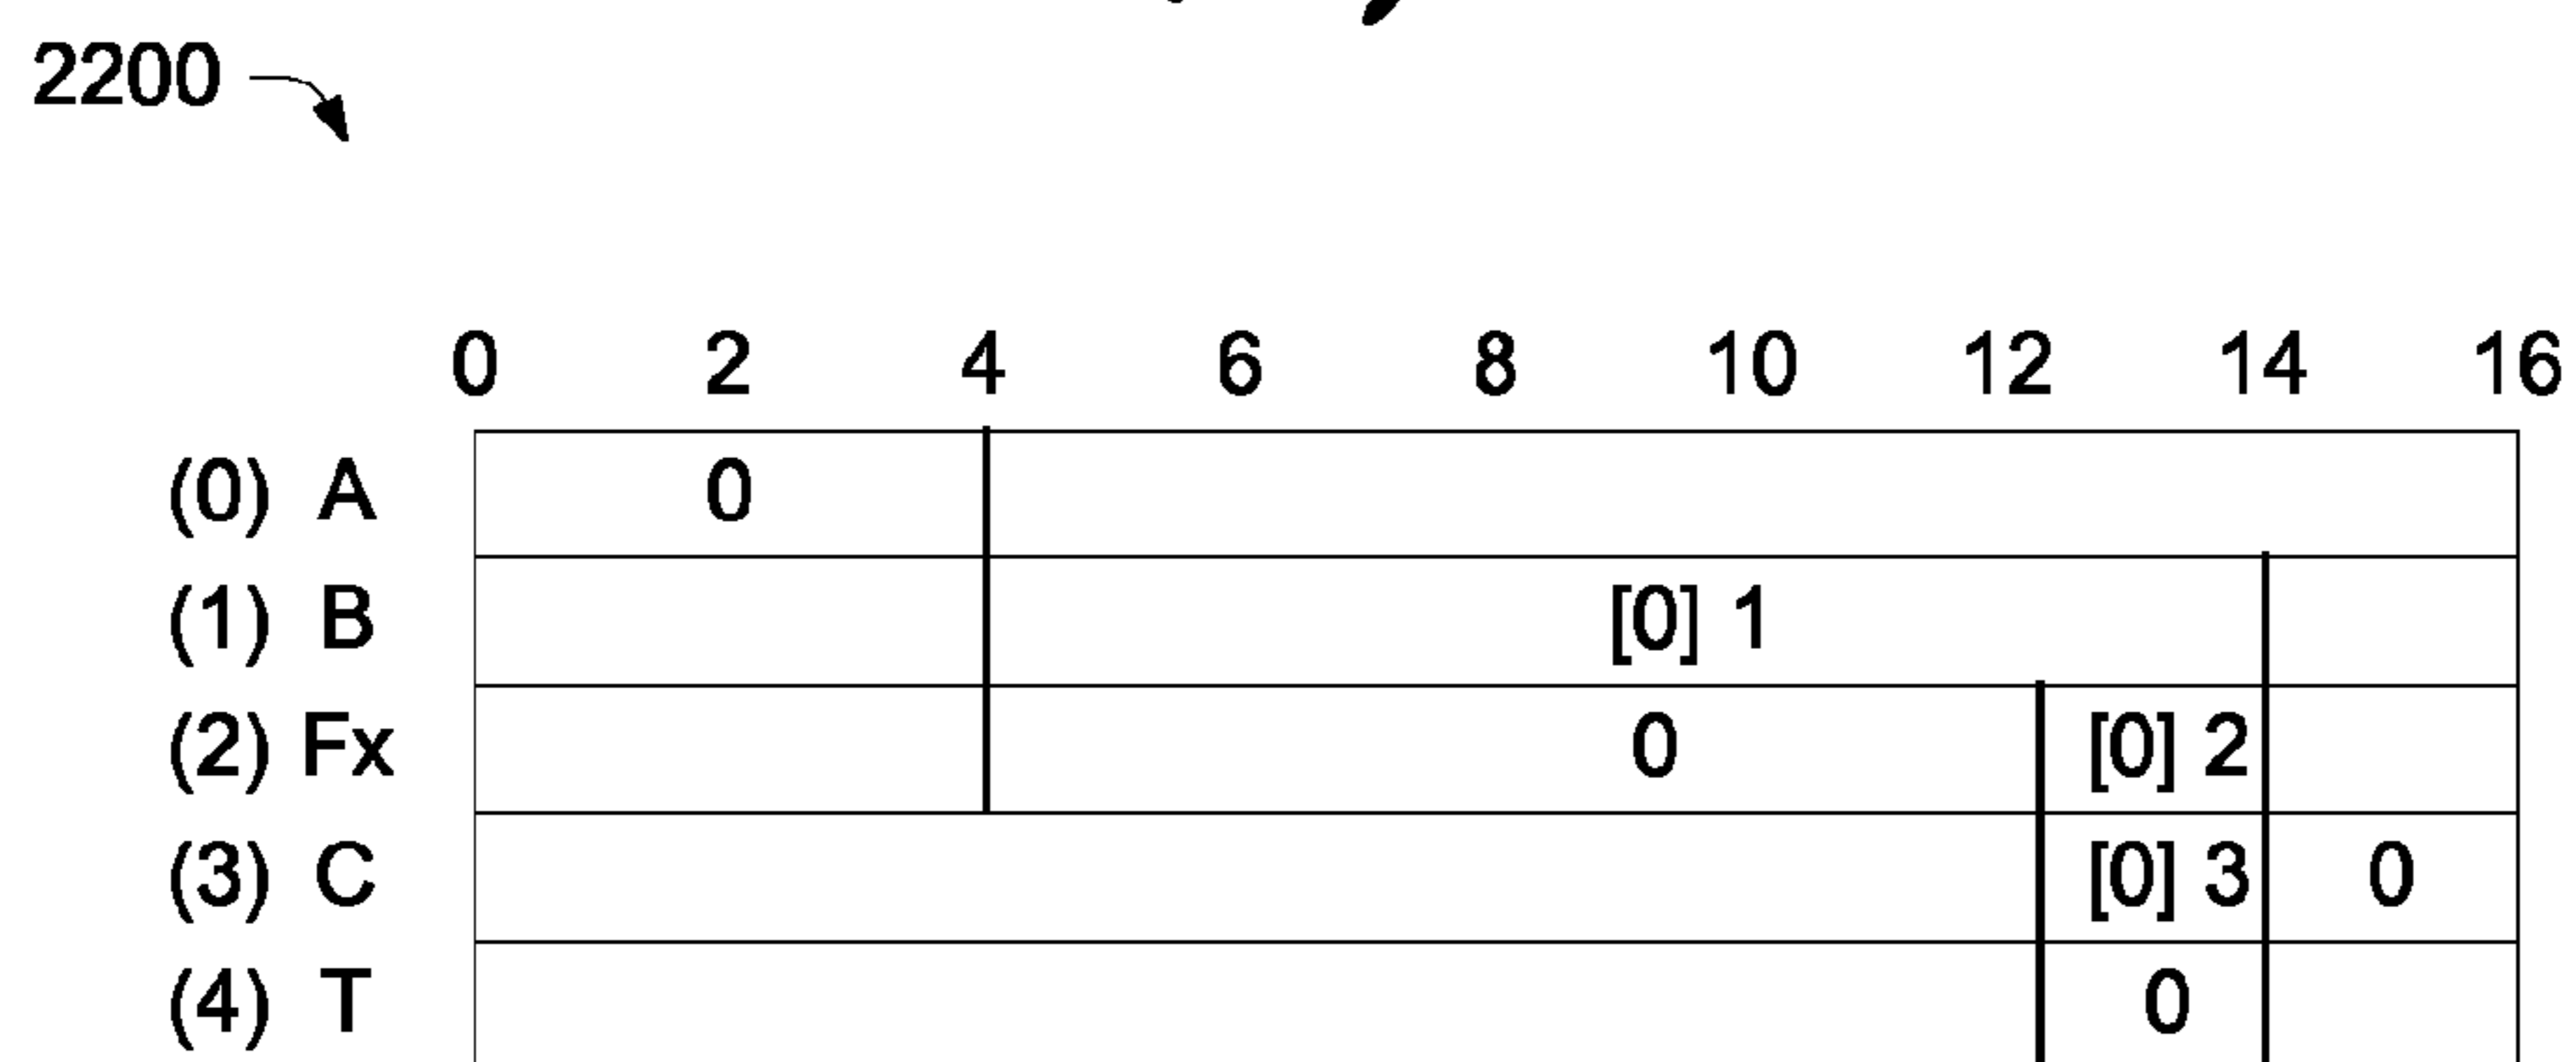 2200
0 2 4 6 8 10 12 14 16
(0) A 0
(1) B [0] 1
(2) Fx 0 [0] 2
(3) C [0] 3 0
(4) T 0